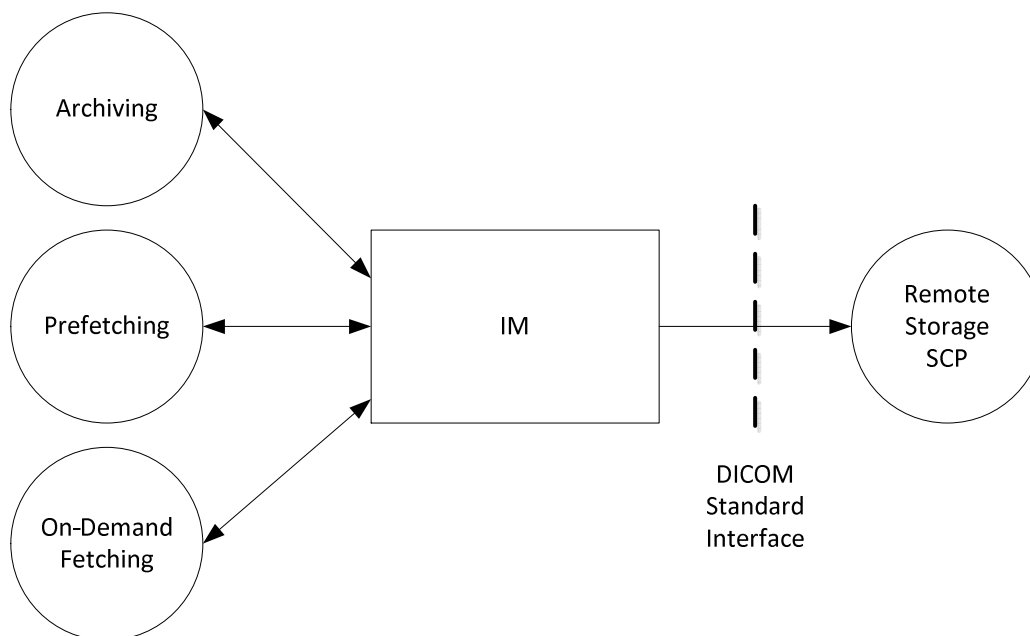 Archiving
Prefetching
On-Demand
Fetching
IM
DICOM
Standard
Interface
Remote
Storage
SCP